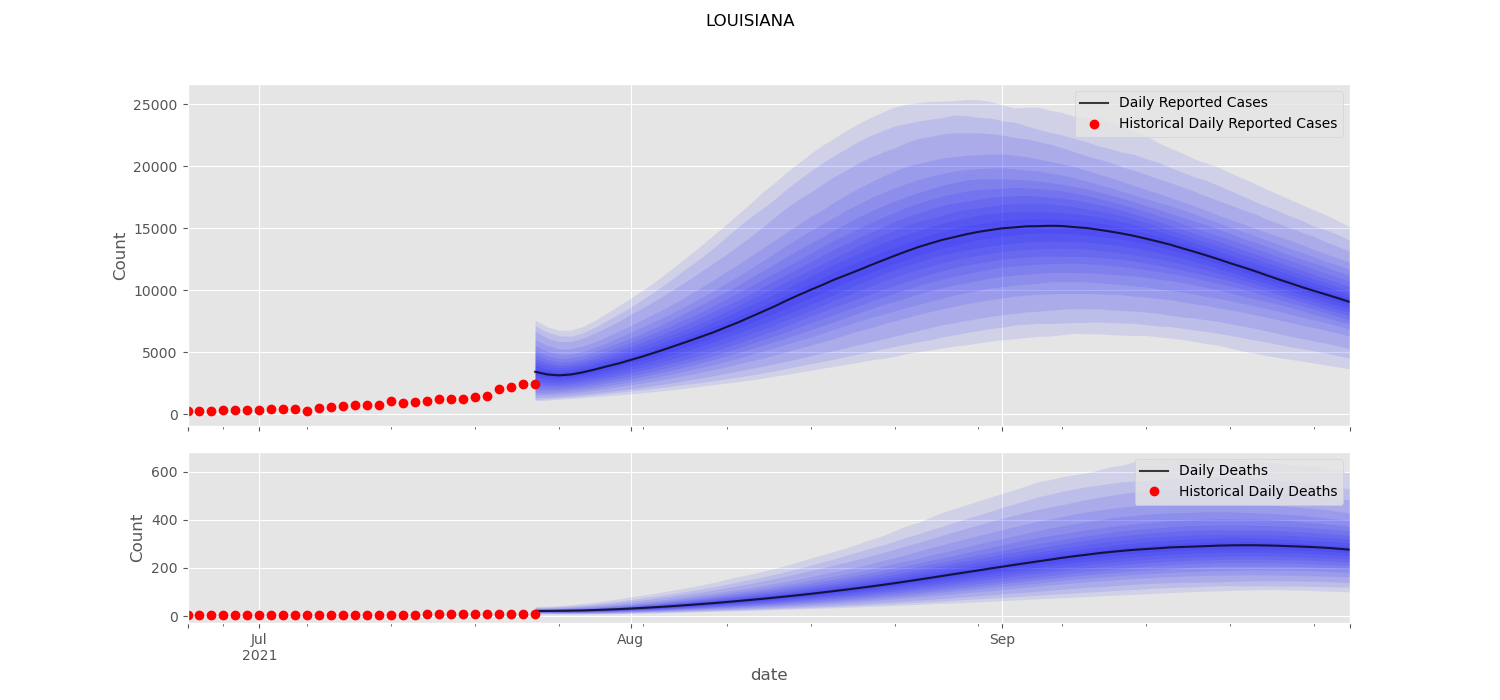 LOUISIANA
25000
20000
15000
10000
5000
0
Count
Daily Reported Cases
Historical Daily Reported Cases
600
400
200
0
Count
Daily Deaths
Historical Daily Deaths
Jul
2021
Aug
Sep
date